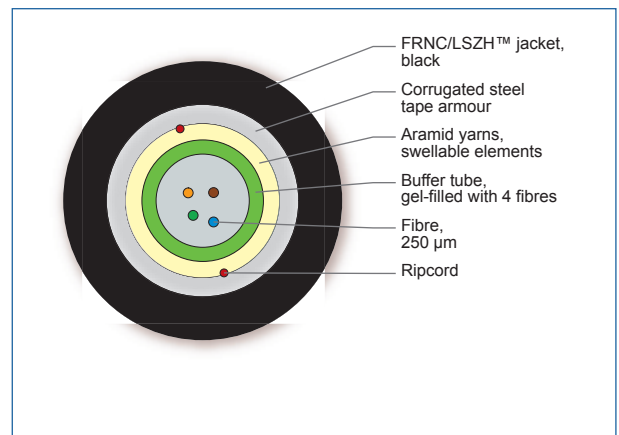 FRNC/LSZH™ jacket,
black
Corrugated steel
tape armour
Aramid yarns,
swellable elements
Buffer tube,
gel-filled with 4 fibres
Fibre,
250 µm
Ripcord